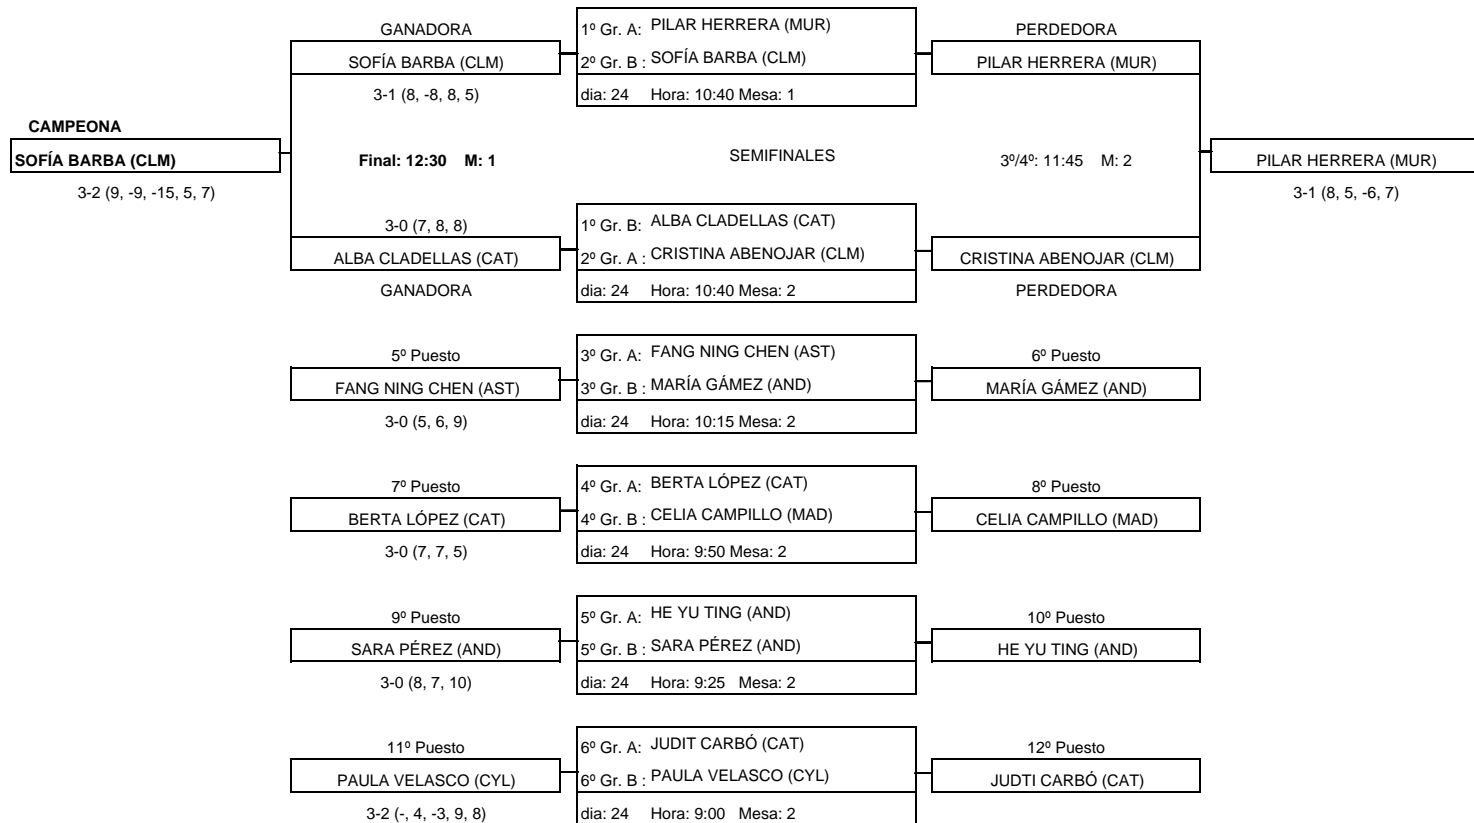 GANADORA
1º Gr. A: PILAR HERRERA (MUR)
PERDEDORA
SOFÍA BARBA (CLM)
2º Gr. B : SOFÍA BARBA (CLM)
PILAR HERRERA (MUR)
3-1 (8, -8, 8, 5)
dia: 24 Hora: 10:40 Mesa: 1
CAMPEONA
SOFÍA BARBA (CLM)
Final: 12:30 M: 1
SEMIFINALES
3º/4º: 11:45 M: 2
PILAR HERRERA (MUR)
3-2 (9, -9, -15, 5, 7)
3-1 (8, 5, -6, 7)
3-0 (7, 8, 8)
1º Gr. B: ALBA CLADELLAS (CAT)
ALBA CLADELLAS (CAT)
2º Gr. A : CRISTINA ABENOJAR (CLM)
CRISTINA ABENOJAR (CLM)
GANADORA
dia: 24 Hora: 10:40 Mesa: 2
PERDEDORA
5º Puesto
3º Gr. A: FANG NING CHEN (AST)
6º Puesto
FANG NING CHEN (AST)
3º Gr. B : MARÍA GÁMEZ (AND)
MARÍA GÁMEZ (AND)
3-0 (5, 6, 9)
dia: 24 Hora: 10:15 Mesa: 2
7º Puesto
4º Gr. A: BERTA LÓPEZ (CAT)
8º Puesto
BERTA LÓPEZ (CAT)
4º Gr. B : CELIA CAMPILLO (MAD)
CELIA CAMPILLO (MAD)
3-0 (7, 7, 5)
dia: 24 Hora: 9:50 Mesa: 2
9º Puesto
5º Gr. A: HE YU TING (AND)
10º Puesto
SARA PÉREZ (AND)
5º Gr. B : SARA PÉREZ (AND)
HE YU TING (AND)
3-0 (8, 7, 10)
dia: 24 Hora: 9:25 Mesa: 2
11º Puesto
6º Gr. A: JUDIT CARBÓ (CAT)
12º Puesto
PAULA VELASCO (CYL)
6º Gr. B : PAULA VELASCO (CYL)
JUDTI CARBÓ (CAT)
3-2 (-, 4, -3, 9, 8)
dia: 24 Hora: 9:00 Mesa: 2